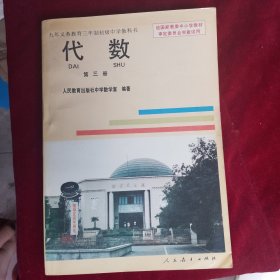 九年义务教育三年制初级中学教科书
经国家教委中小学教材
审定委员会审查试用
代数
DAI SHU
第三册
人民教育出版社中学数学室 编著
人民教育出版社